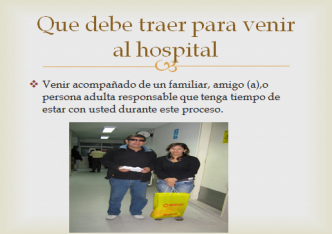 Que debe traer para venir
al hospital
Venir acompañado de un familiar, amigo (a),o
persona adulta responsable que tenga tiempo de
estar con usted durante este proceso.